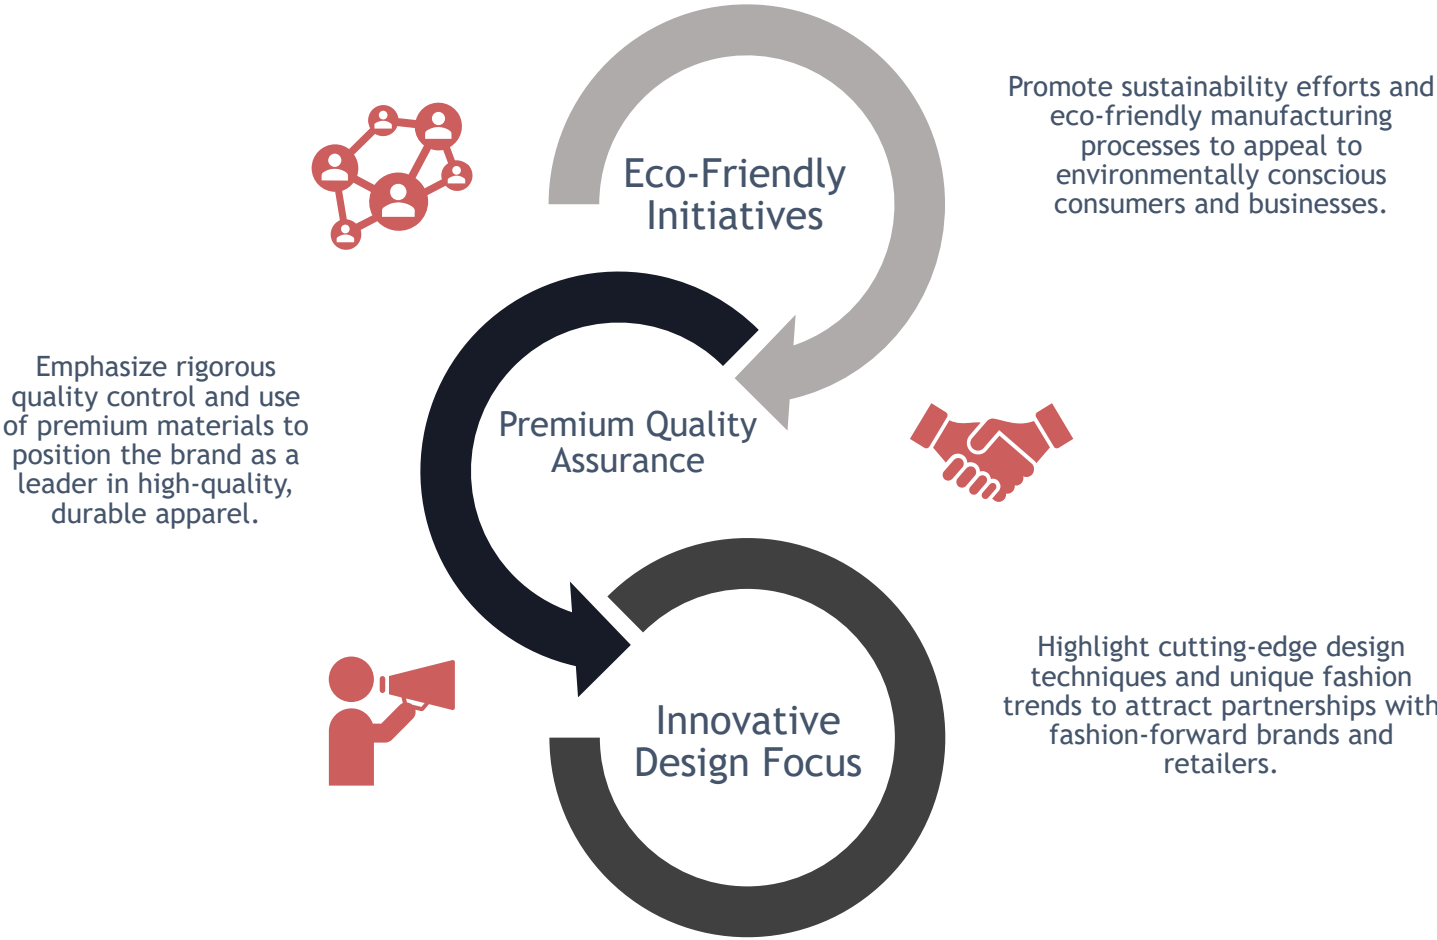 Eco-Friendly
Initiatives
Promote sustainability efforts and
eco-friendly manufacturing
processes to appeal to
environmentally conscious
consumers and businesses.
Premium Quality
Assurance
Emphasize rigorous
quality control and use
of premium materials to
position the brand as a
leader in high-quality,
durable apparel.
Innovative
Design Focus
Highlight cutting-edge design
techniques and unique fashion
trends to attract partnerships with
fashion-forward brands and
retailers.